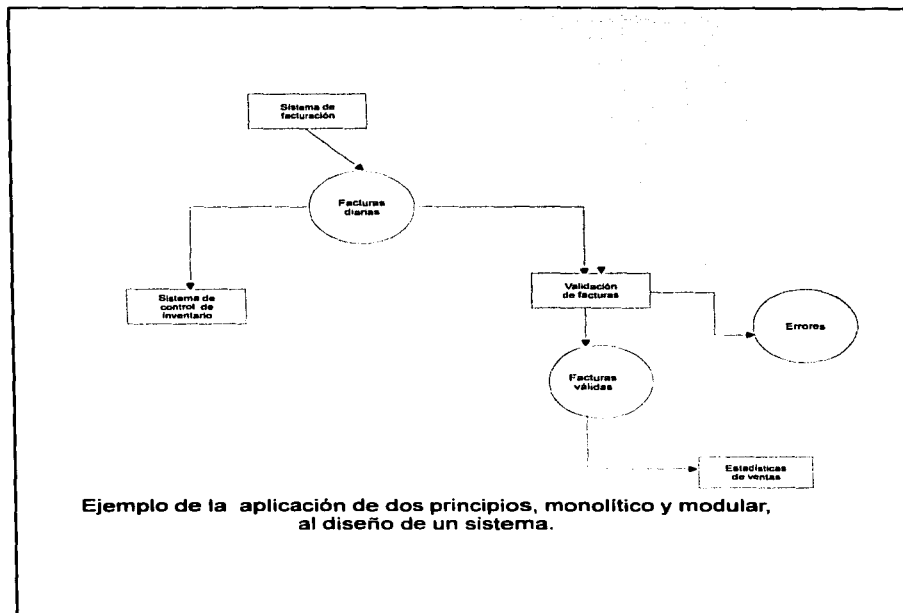 Sistema de
facturación
Facturas
diarias
Sistema de
control de
inventario
Validación
de facturas
Errores
Facturas
válidas
Estadísticas
de ventas
Ejemplo de la aplicación de dos principios, monolítico y modular,
al diseño de un sistema.